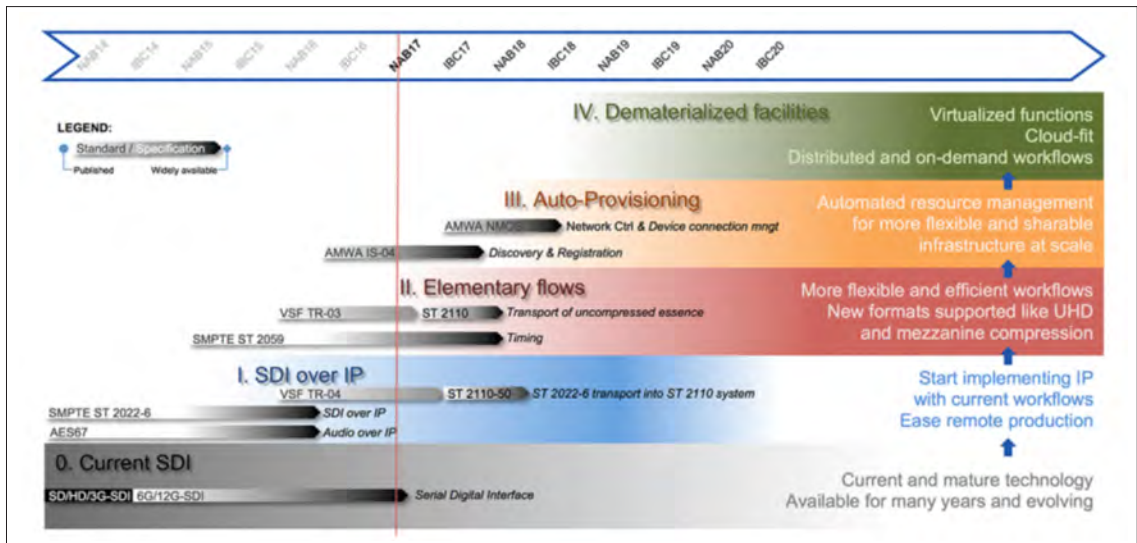 NAB14 IBC14 NAB15 IBC15 NAB16 IBC16 NAB17 IBC17 NAB18 IBC18 NAB19 IBC19 NAB20 IBC20
LEGEND:
Standard / Specification
Published Widely available
IV. Dematerialized facilities
Virtualized functions
Cloud-fit
Distributed and on-demand workflows
III. Auto-Provisioning
AMWA NMOS Network Ctrl & Device connection mngt
AMWA IS-04 Discovery & Registration
Automated resource management
for more flexible and sharable
infrastructure at scale
II. Elementary flows
VSF TR-03 ST 2110 Transport of uncompressed essence
SMPTE ST 2059 Timing
More flexible and efficient workflows
New formats supported like UHD
and mezzanine compression
I. SDI over IP
VSF TR-04 ST 2110-50 ST 2022-6 transport into ST 2110 system
SMPTE ST 2022-6 SDI over IP
AES67 Audio over IP
Start implementing IP
with current workflows
Ease remote production
0. Current SDI
SD/HD/3G-SDI 6G/12G-SDI Serial Digital Interface
Current and mature technology
Available for many years and evolving